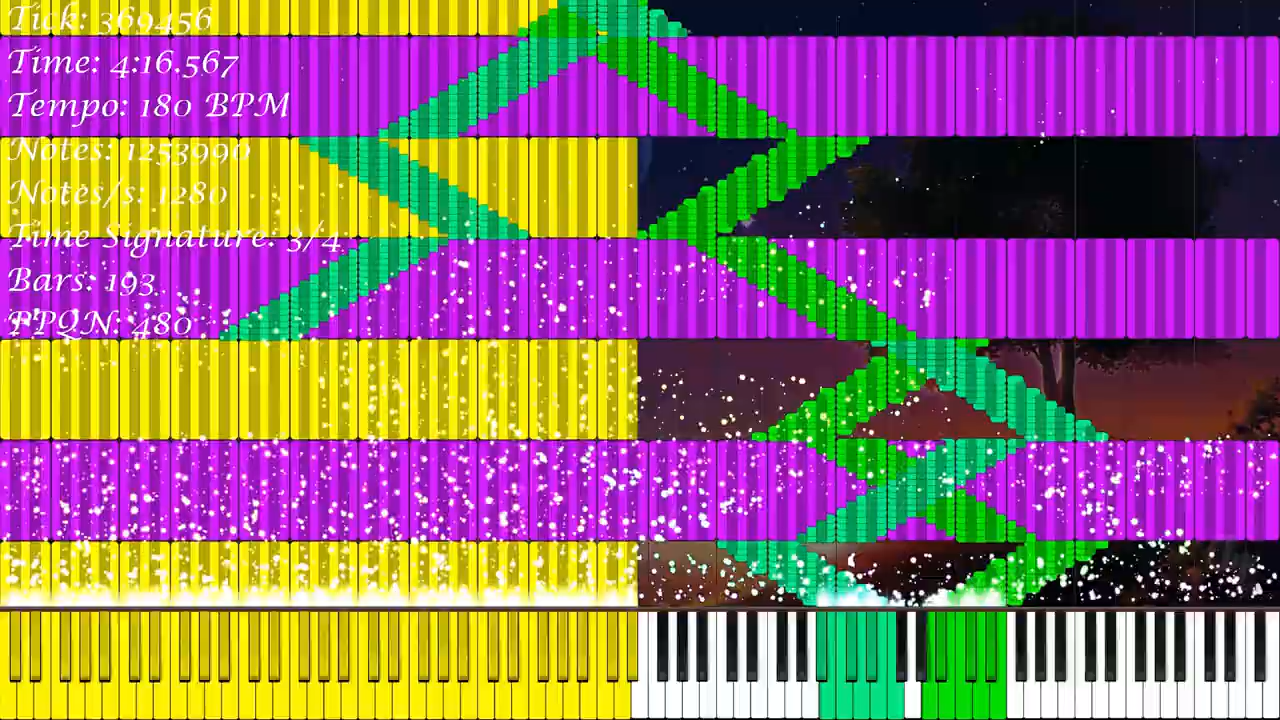 Tick: 369456
Time: 4:16.567
Tempo: 180 BPM
Notes: 1253990
Notes/s: 1280
Time Signature: 3/4
Bars: 193
PPQN: 480